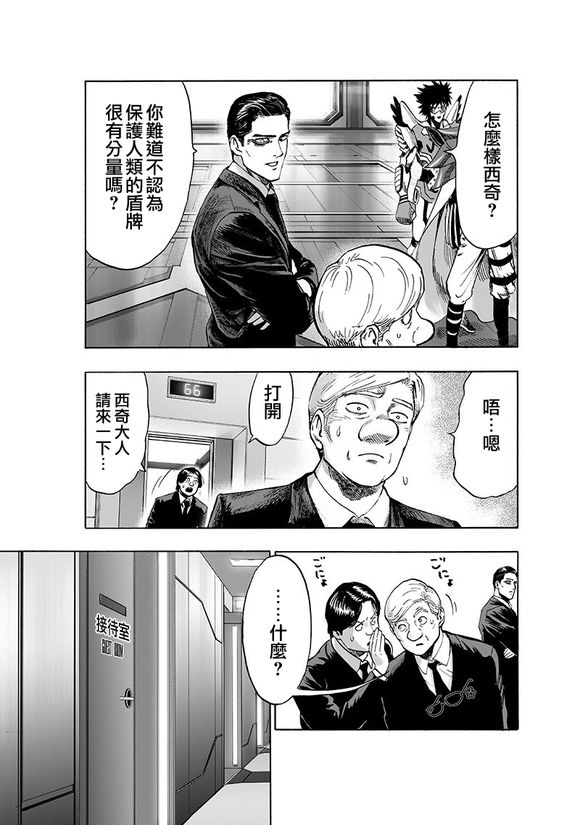 怎麼樣西奇?
你難道不認為
保護人類的盾牌
很有分量嗎?
唔…嗯
打開
66
西奇大人
請來一下…
ごにょ
ごにょ
……什麼?
接待室